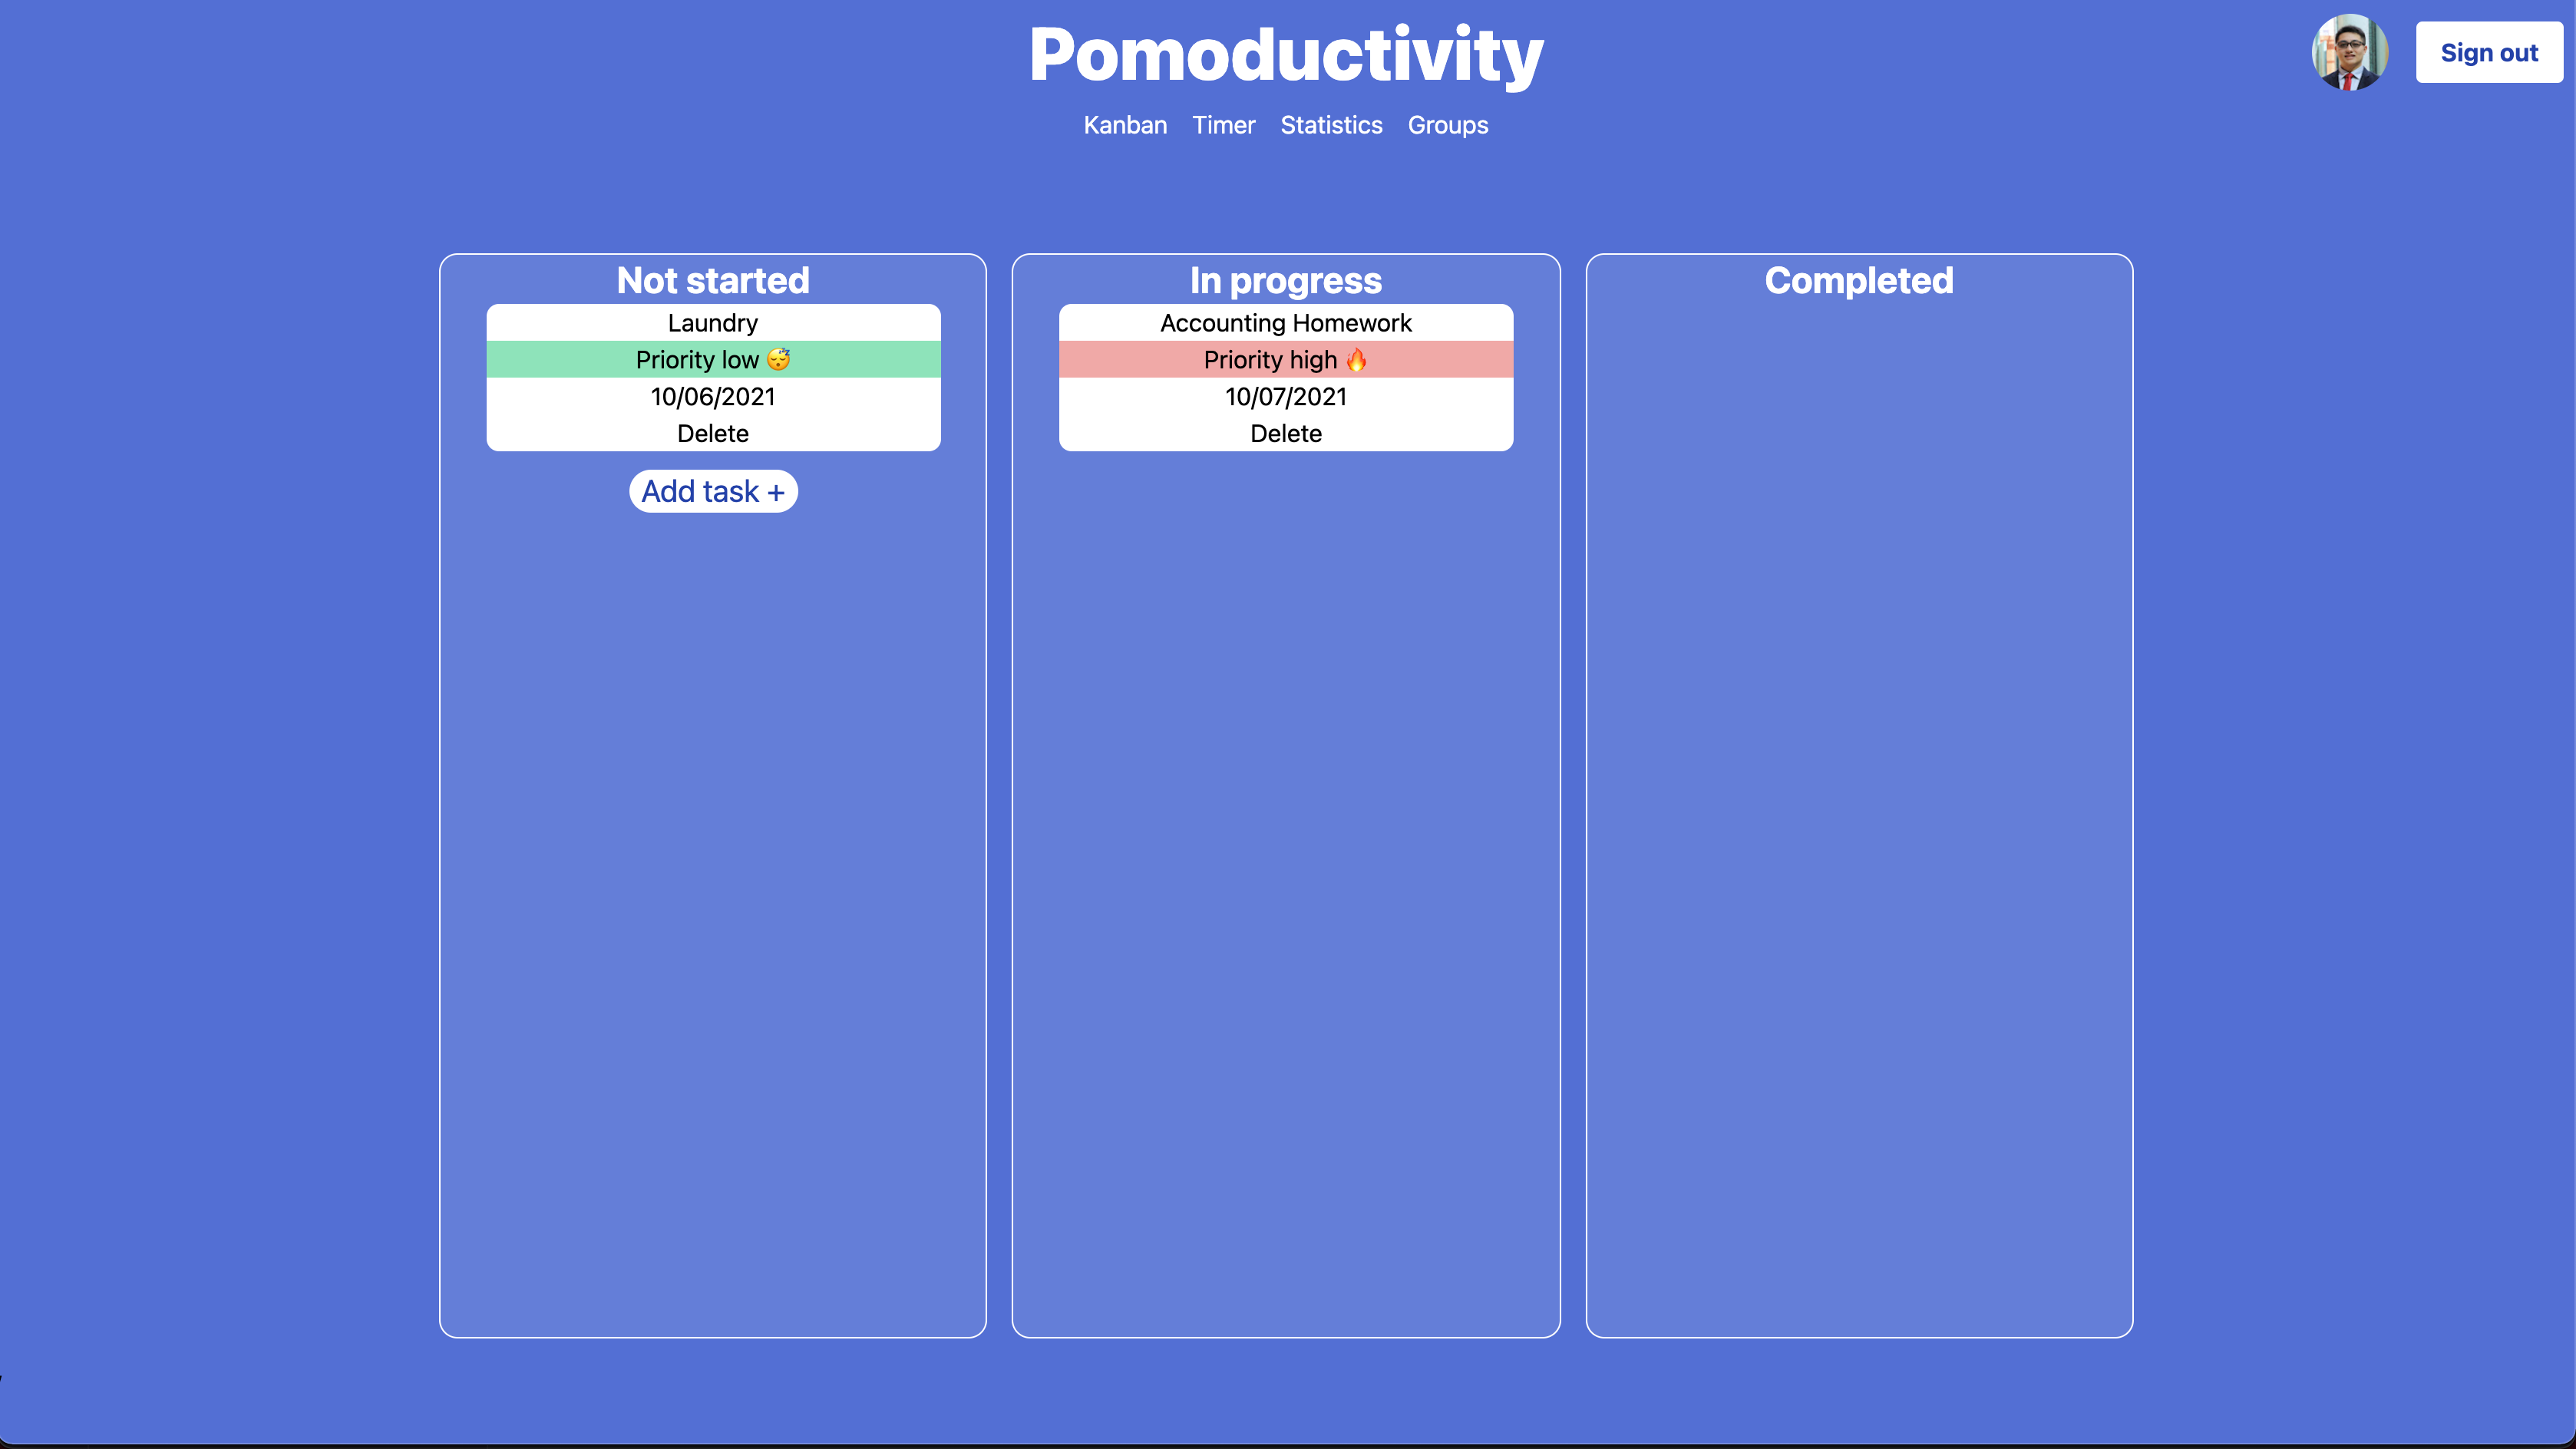 Pomoductivity
Sign out
Kanban Timer Statistics Groups
Not started
Laundry
Priority low 😴
10/06/2021
Delete
Add task +
In progress
Accounting Homework
Priority high 🔥
10/07/2021
Delete
Completed